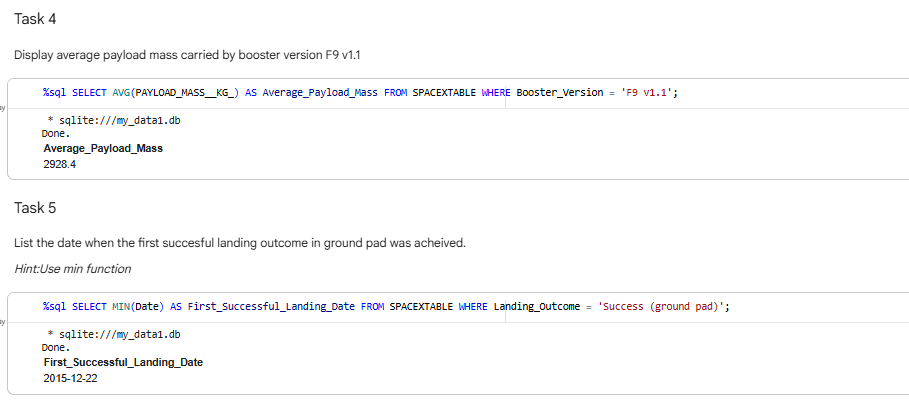 Task 4
Display average payload mass carried by booster version F9 v1.1
%sql SELECT AVG(PAYLOAD_MASS__KG_) AS Average_Payload_Mass FROM SPACEXTABLE WHERE Booster_Version = 'F9 v1.1';
* sqlite:///my_data1.db
Done.
Average_Payload_Mass
2928.4
Task 5
List the date when the first succesful landing outcome in ground pad was acheived.
Hint:Use min function
%sql SELECT MIN(Date) AS First_Successful_Landing_Date FROM SPACEXTABLE WHERE Landing_Outcome = 'Success (ground pad)';
* sqlite:///my_data1.db
Done.
First_Successful_Landing_Date
2015-12-22